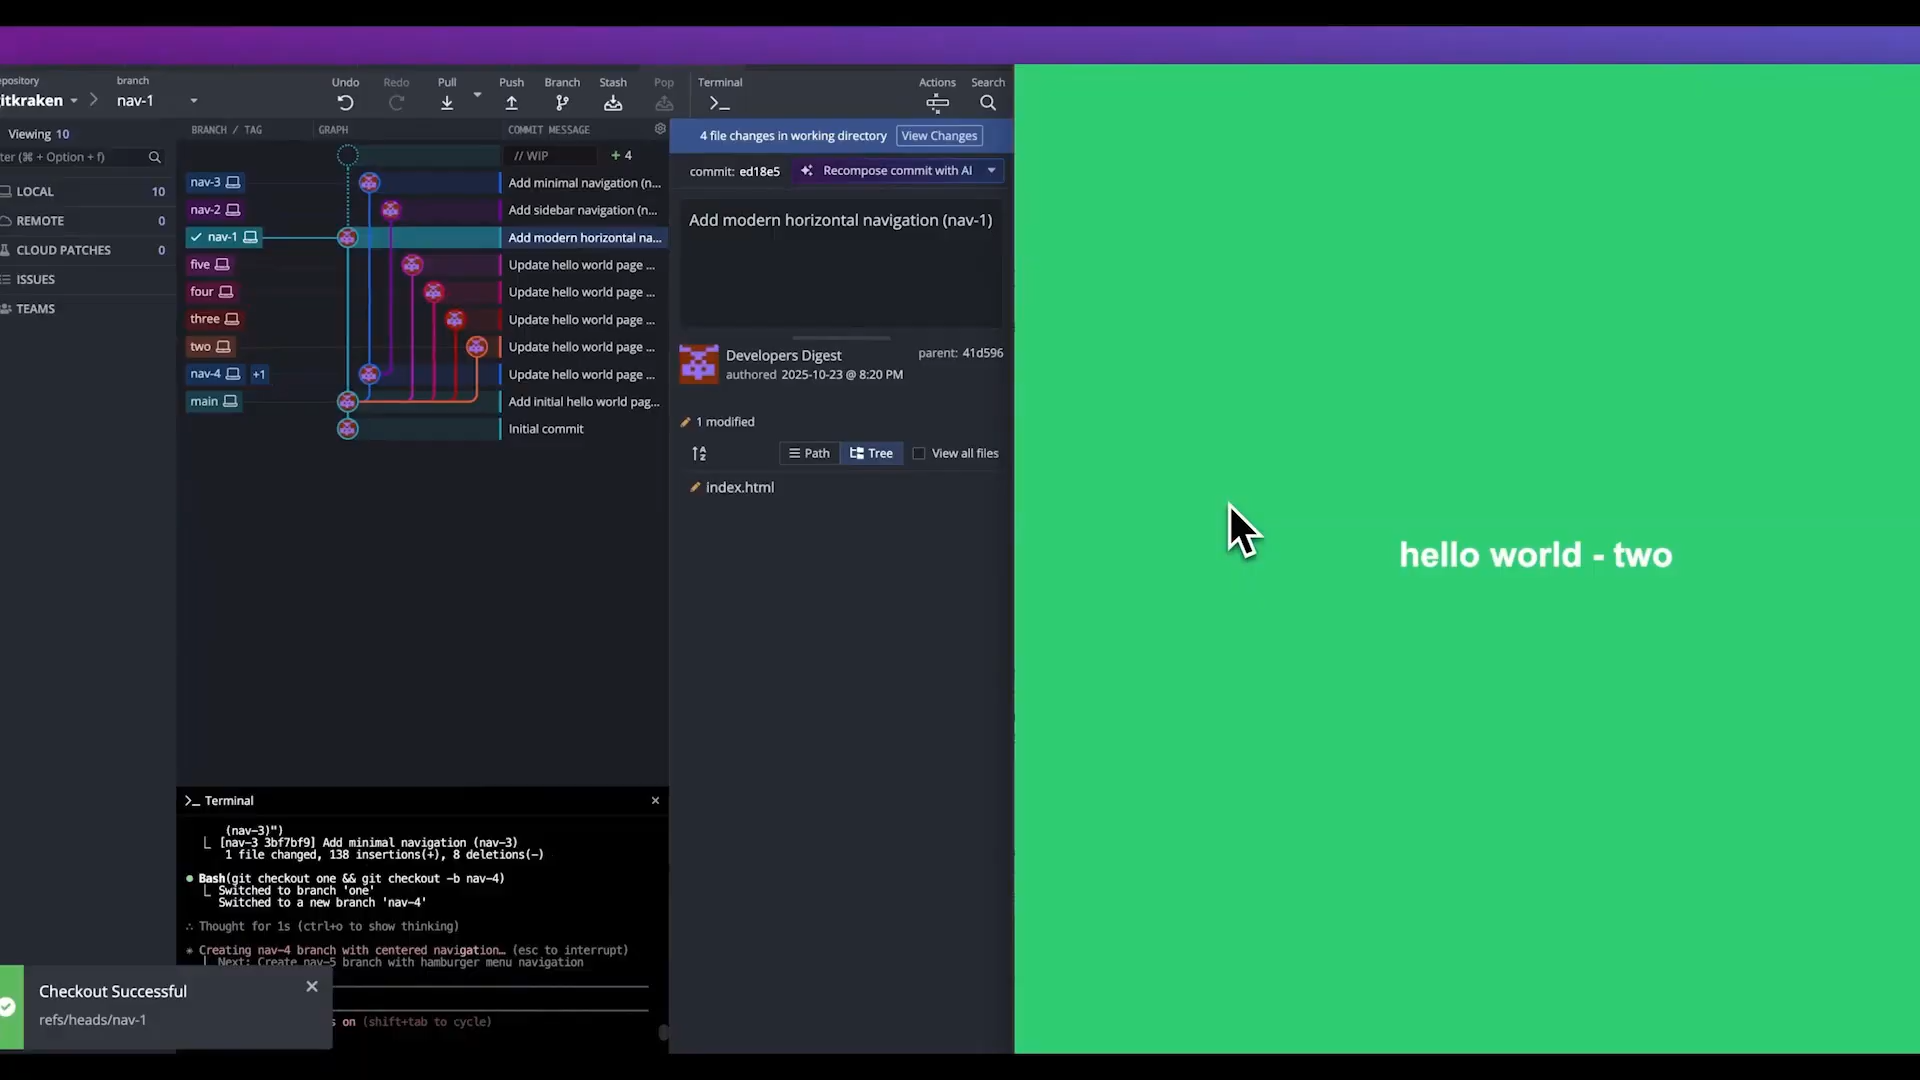 epository
branch
Undo
Redo
Pull
Push
Branch
Stash
Pop
Terminal
Actions
Search
itkraken
nav-1
Viewing 10
ter (⌘ + Option + f)
LOCAL 10
REMOTE 0
CLOUD PATCHES 0
ISSUES
TEAMS
BRANCH / TAG
GRAPH
COMMIT MESSAGE
// WIP
+ 4
nav-3
Add minimal navigation (n...
nav-2
Add sidebar navigation (n...
nav-1
Add modern horizontal na...
five
Update hello world page ...
four
Update hello world page ...
three
Update hello world page ...
two
Update hello world page ...
nav-4 +1
Update hello world page ...
main
Add initial hello world pag...
Initial commit
4 file changes in working directory
View Changes
commit: ed18e5
Recompose commit with AI
Add modern horizontal navigation (nav-1)
Developers Digest
authored 2025-10-23 @ 8:20 PM
parent: 41d596
1 modified
Path
Tree
View all files
index.html
hello world - two
>_ Terminal
(nav-3)")
[nav-3 3bf7bf9] Add minimal navigation (nav-3)
1 file changed, 138 insertions(+), 8 deletions(-)
Bash(git checkout one && git checkout -b nav-4)
Switched to branch 'one'
Switched to a new branch 'nav-4'
Thought for 1s (ctrl+o to show thinking)
Creating nav-4 branch with centered navigation… (esc to interrupt)
Next: Create nav-5 branch with hamburger menu navigation
s on (shift+tab to cycle)
Checkout Successful
refs/heads/nav-1